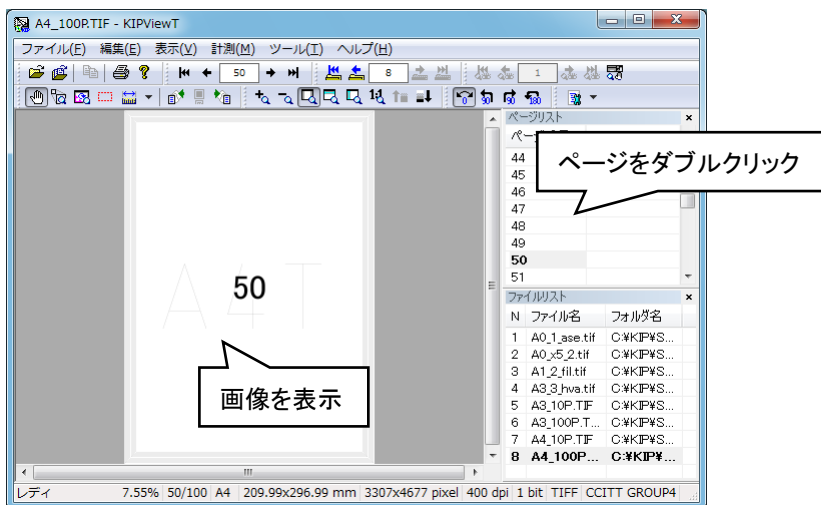 A4_100P.TIF - KIPViewT
ファイル(F) 編集(E) 表示(V) 計測(M) ツール(T) ヘルプ(H)
50 8 1
ページリスト
ページをダブルクリック
44
45
46
47
48
49
50
51
A4T
50
画像を表示
ファイルリスト
N ファイル名 フォルダ名
1 A0_1_ase.tif C:¥KIP¥S...
2 A0_x5_2.tif C:¥KIP¥S...
3 A1_2_fil.tif C:¥KIP¥S...
4 A3_3_hva.tif C:¥KIP¥S...
5 A3_10P.TIF C:¥KIP¥S...
6 A3_100P.T... C:¥KIP¥S...
7 A4_10P.TIF C:¥KIP¥S...
8 A4_100P... C:¥KIP¥...
レディ 7.55% 50/100 A4 209.99x296.99 mm 3307x4677 pixel 400 dpi 1 bit TIFF CCITT GROUP4